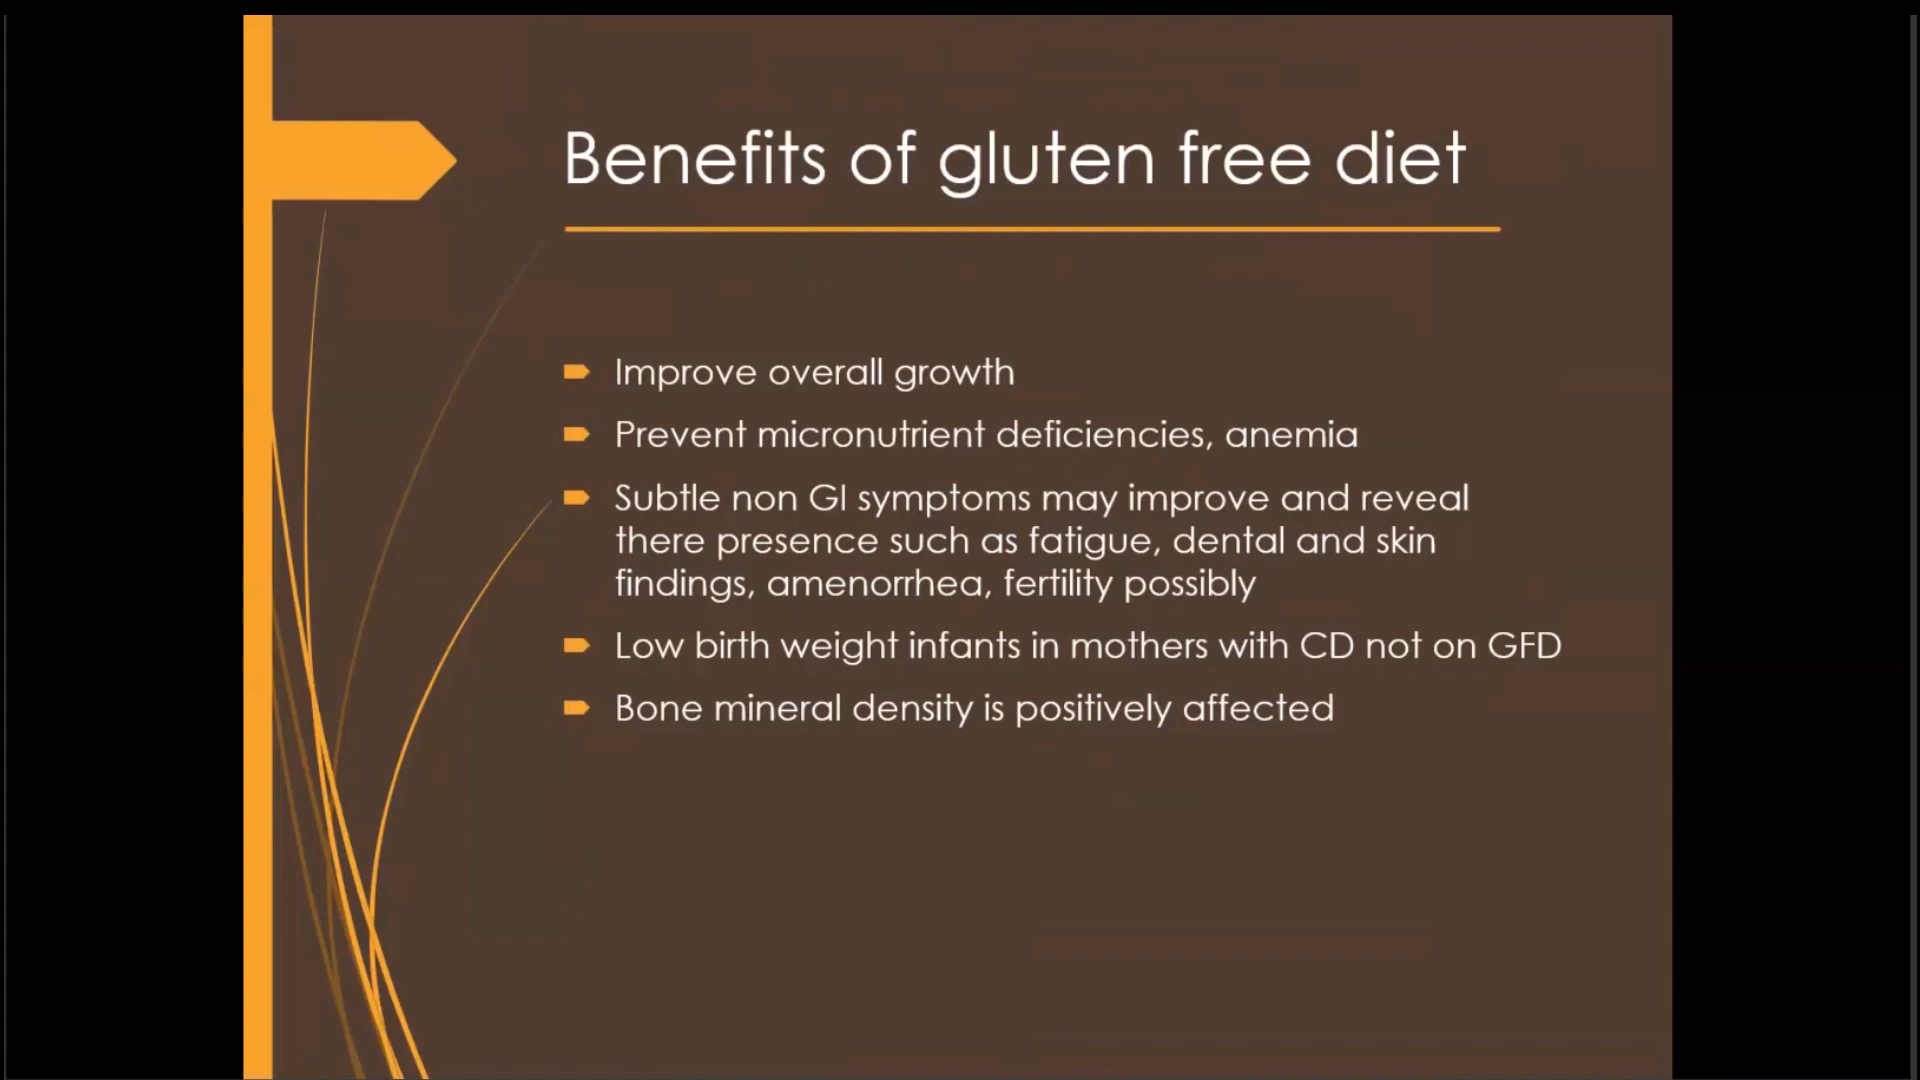 Benefits of gluten free diet
Improve overall growth
Prevent micronutrient deficiencies, anemia
Subtle non GI symptoms may improve and reveal
there presence such as fatigue, dental and skin
findings, amenorrhea, fertility possibly
Low birth weight infants in mothers with CD not on GFD
Bone mineral density is positively affected